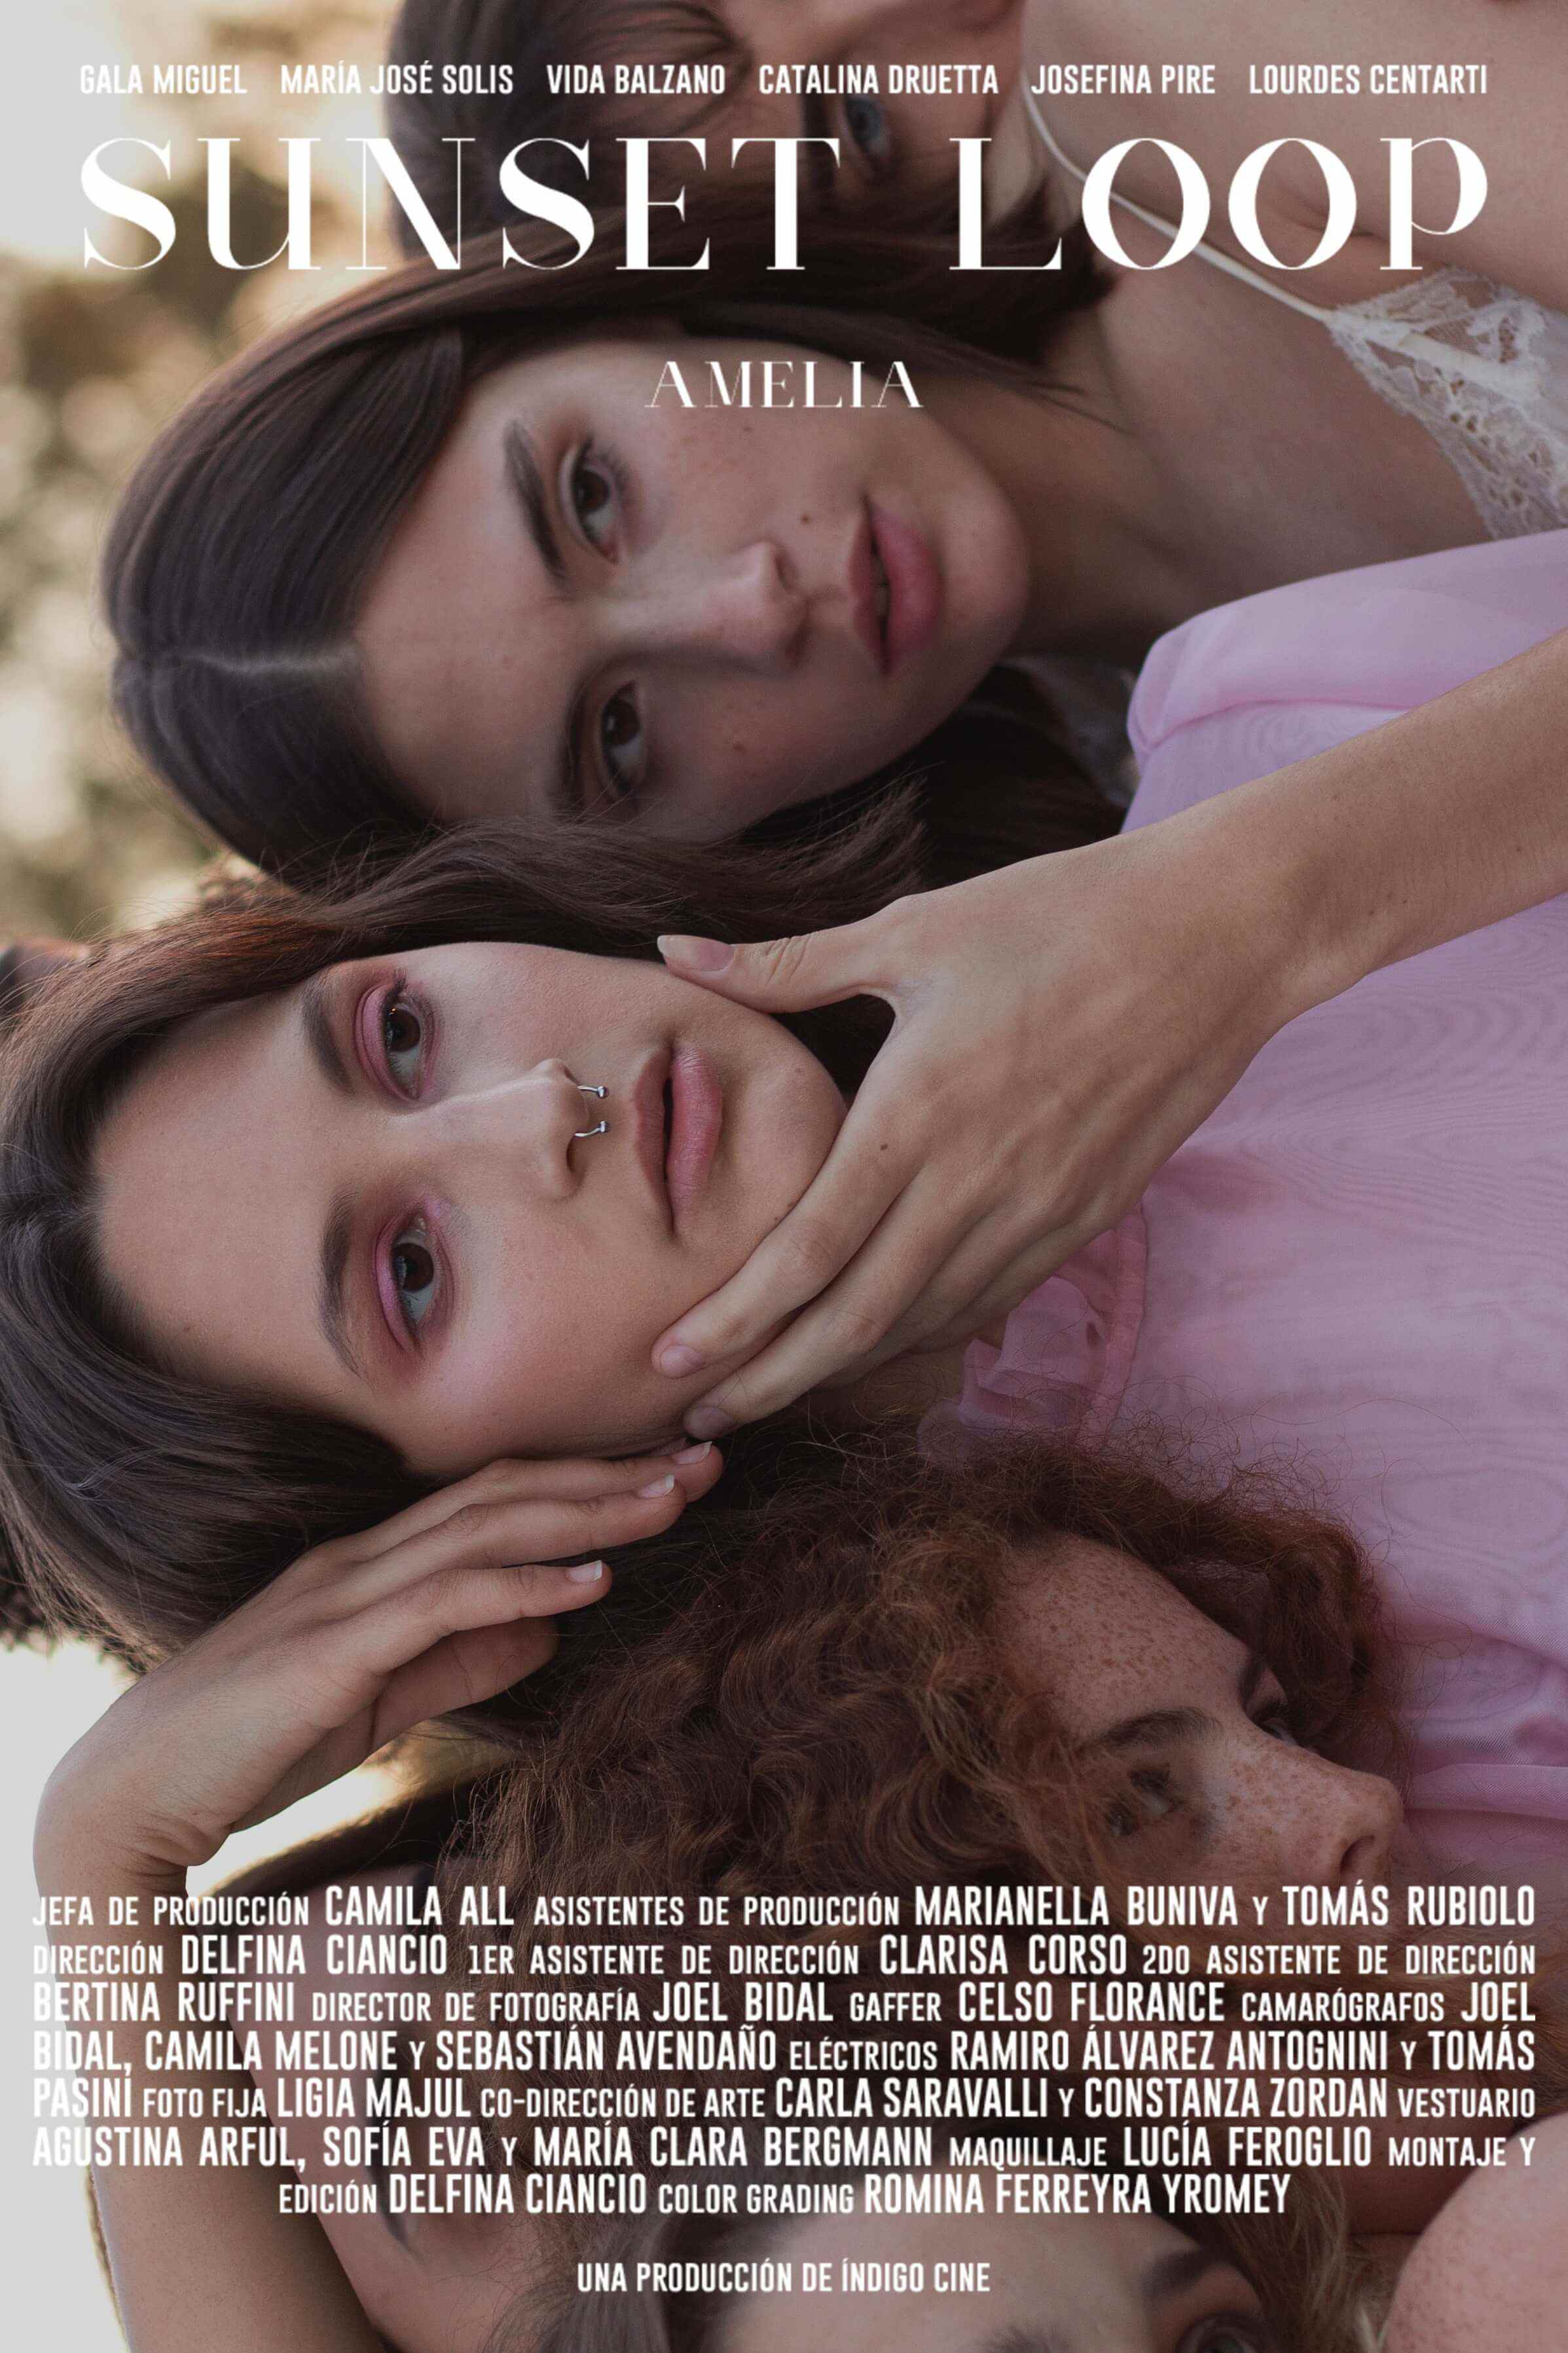 GALA MIGUEL MARÍA JOSÉ SOLIS VIDA BALZANO CATALINA DRUETTA JOSEFINA PIRE LOURDES CENTARTI
SUNSET LOOP
AMELIA
JEFA DE PRODUCCIÓN CAMILA ALL ASISTENTES DE PRODUCCIÓN MARIANELLA BUNIVA Y TOMÁS RUBIOLO
DIRECCIÓN DELFINA CIANCIO 1ER ASISTENTE DE DIRECCIÓN CLARISA CORSO 2DO ASISTENTE DE DIRECCIÓN
BERTINA RUFFINI DIRECTOR DE FOTOGRAFÍA JOEL BIDAL GAFFER CELSO FLORANCE CAMARÓGRAFOS JOEL
BIDAL, CAMILA MELONE Y SEBASTIÁN AVENDAÑO ELÉCTRICOS RAMIRO ÁLVAREZ ANTOGNINI Y TOMÁS
PASINI FOTO FIJA LIGIA MAJUL CO-DIRECCIÓN DE ARTE CARLA SARAVALLI Y CONSTANZA ZORDAN VESTUARIO
AGUSTINA ARFUL, SOFÍA EVA Y MARÍA CLARA BERGMANN MAQUILLAJE LUCÍA FEROGLIO MONTAJE Y
EDICIÓN DELFINA CIANCIO COLOR GRADING ROMINA FERREYRA YROMEY
UNA PRODUCCIÓN DE ÍNDIGO CINE